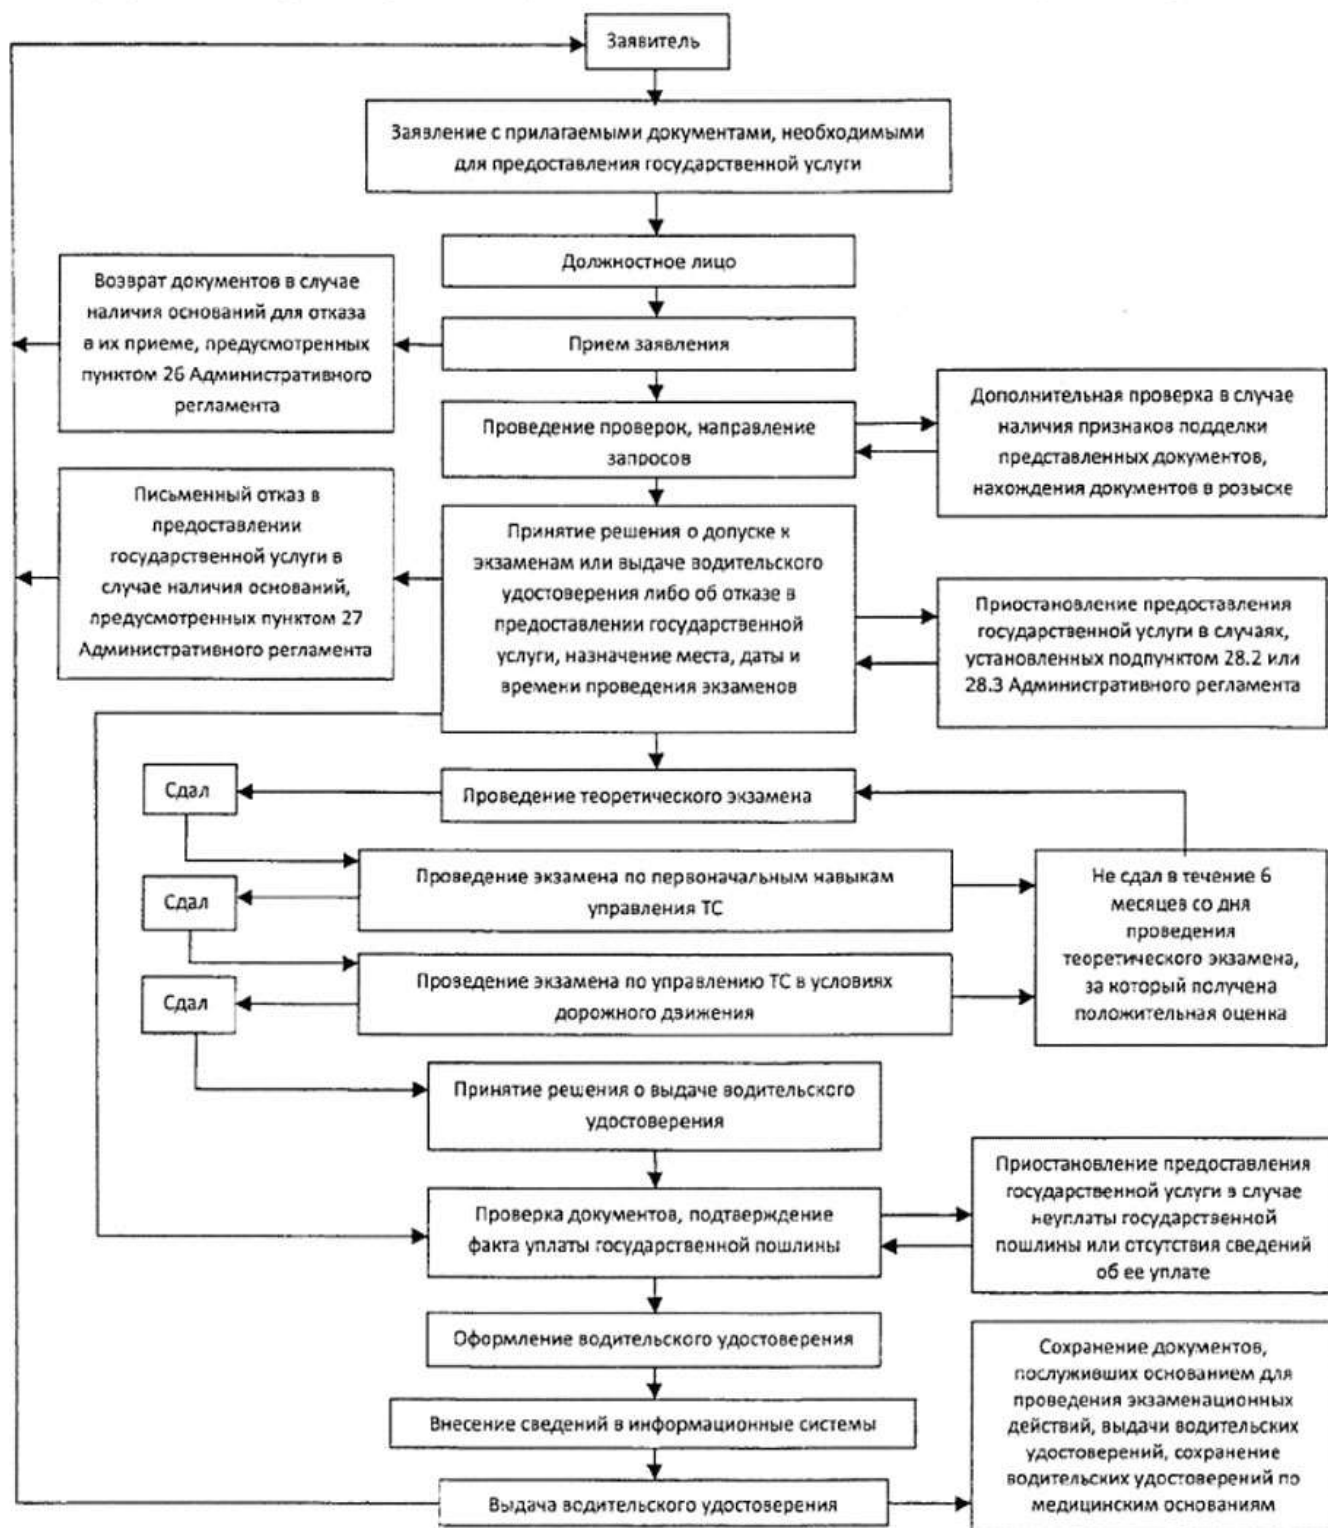 Заявитель
Заявление с прилагаемыми документами, необходимыми
для предоставления государственной услуги
Должностное лицо
Возврат документов в случае
наличия оснований для отказа
в их приеме, предусмотренных
пунктом 26 Административного
регламента
Прием заявления
Проведение проверок, направление
запросов
Дополнительная проверка в случае
наличия признаков подделки
представленных документов,
нахождения документов в розыске
Письменный отказ в
предоставлении
государственной услуги в
случае наличия оснований,
предусмотренных пунктом 27
Административного регламента
Принятие решения о допуске к
экзаменам или выдаче водительского
удостоверения либо об отказе в
предоставлении государственной
услуги, назначение места, даты и
времени проведения экзаменов
Приостановление предоставления
государственной услуги в случаях,
установленных подпунктом 28.2 или
28.3 Административного регламента
Сдал
Проведение теоретического экзамена
Проведение экзамена по первоначальным навыкам
управления ТС
Сдал
Не сдал в течение 6
месяцев со дня
проведения
теоретического экзамена,
за который получена
положительная оценка
Проведение экзамена по управлению ТС в условиях
дорожного движения
Сдал
Принятие решения о выдаче водительского
удостоверения
Проверка документов, подтверждение
факта уплаты государственной пошлины
Приостановление предоставления
государственной услуги в случае
неуплаты государственной
пошлины или отсутствия сведений
об ее уплате
Оформление водительского удостоверения
Внесение сведений в информационные системы
Выдача водительского удостоверения
Сохранение документов,
послуживших основанием для
проведения экзаменационных
действий, выдачи водительских
удостоверений, сохранение
водительских удостоверений по
медицинским основаниям